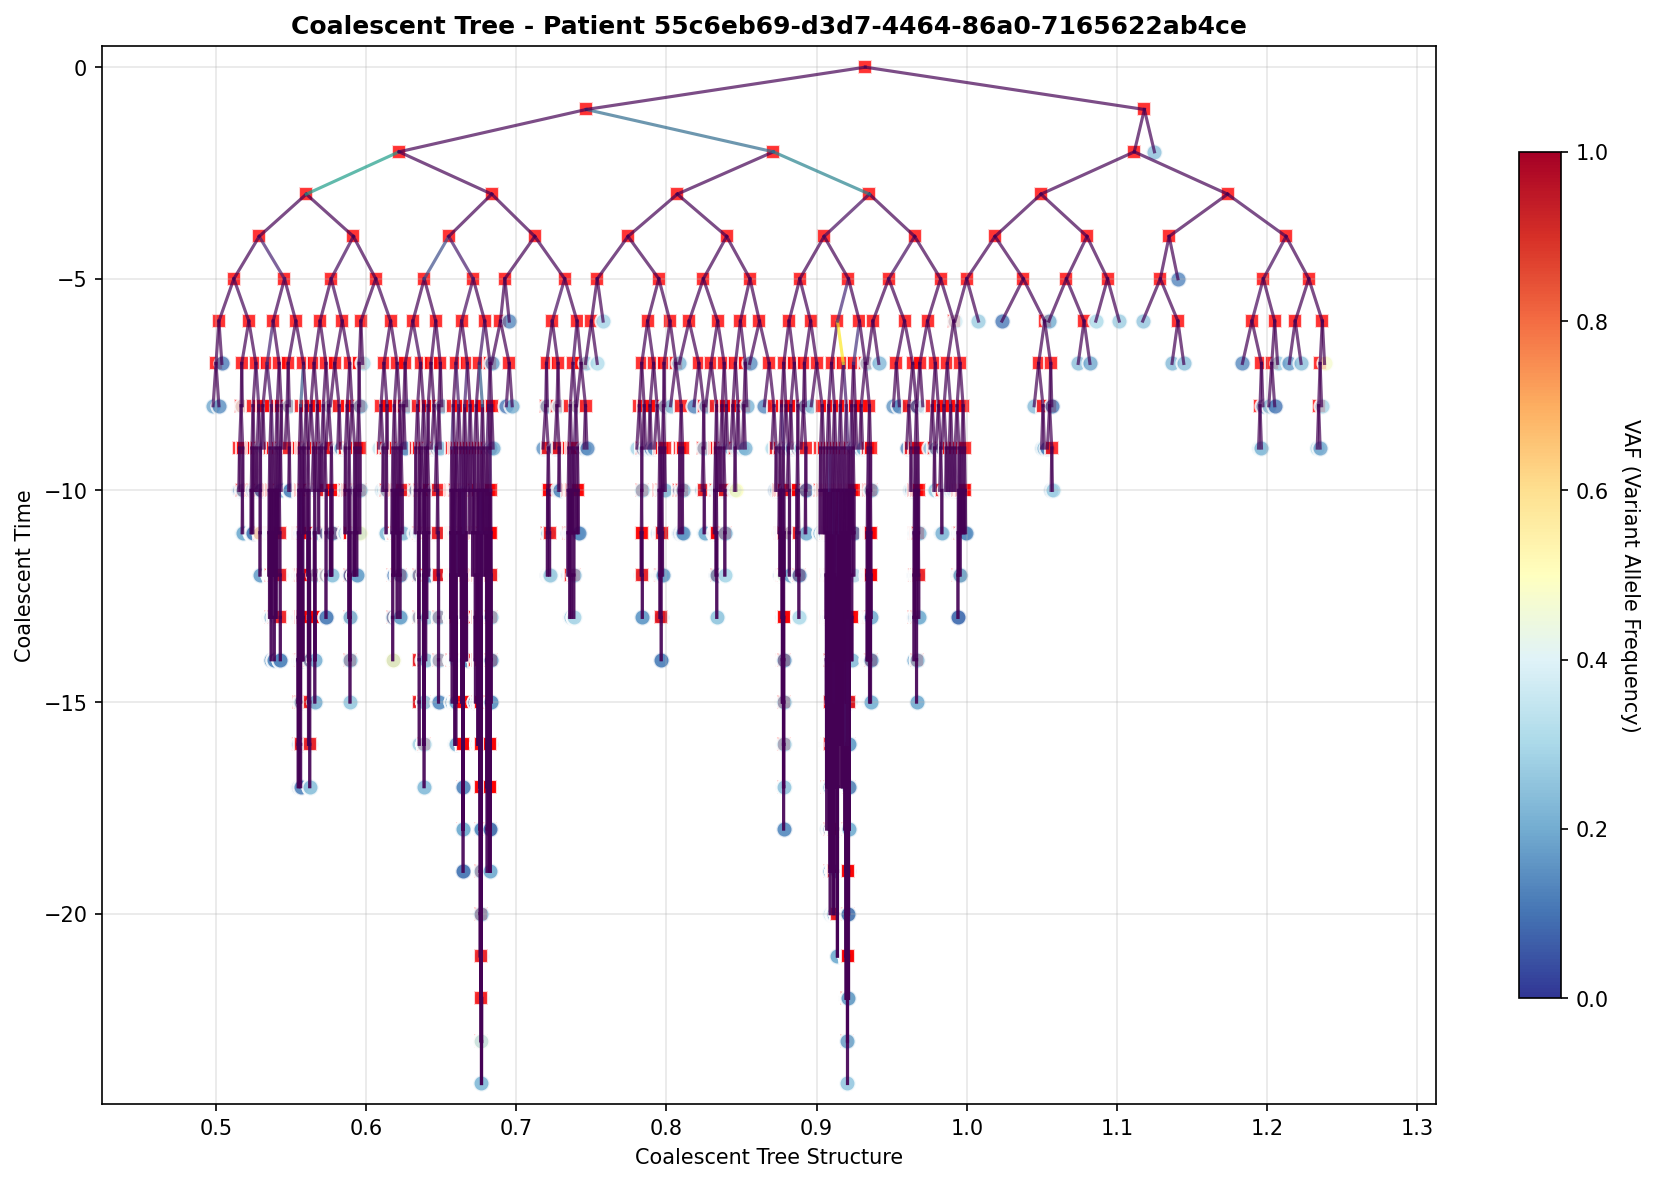 Coalescent Tree - Patient 55c6eb69-d3d7-4464-86a0-7165622ab4ce
0
−5
−10
−15
−20
Coalescent Time
0.5 0.6 0.7 0.8 0.9 1.0 1.1 1.2 1.3
Coalescent Tree Structure
1.0
0.8
0.6
0.4
0.2
0.0
VAF (Variant Allele Frequency)